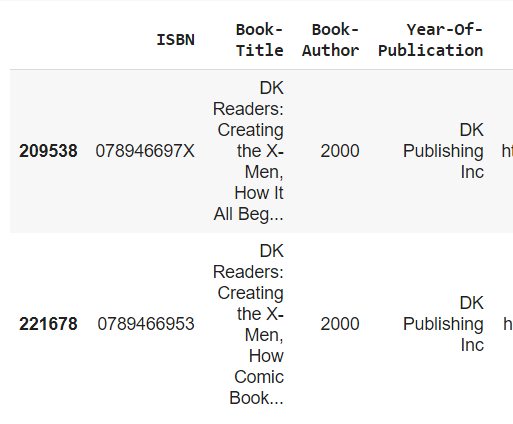 ISBN Book-Title Book-Author Year-Of-Publication
209538 078946697X DK Readers: Creating the X-Men, How It All Beg... 2000 DK Publishing Inc ht
221678 0789466953 DK Readers: Creating the X-Men, How Comic Book... 2000 DK Publishing Inc h